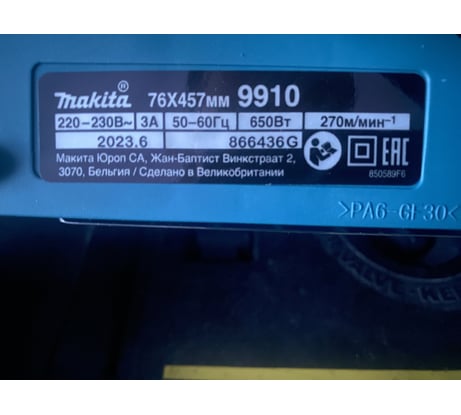 makita® 76X457мм 9910
220-230В~ 3А 50-60Гц 650Вт 270м/мин⁻¹
2023.6 866436G
Макита Юроп СА, Жан-Баптист Винкстраат 2,
3070, Бельгия / Сделано в Великобритании
EAC
850589F6
>PA6-GF30<